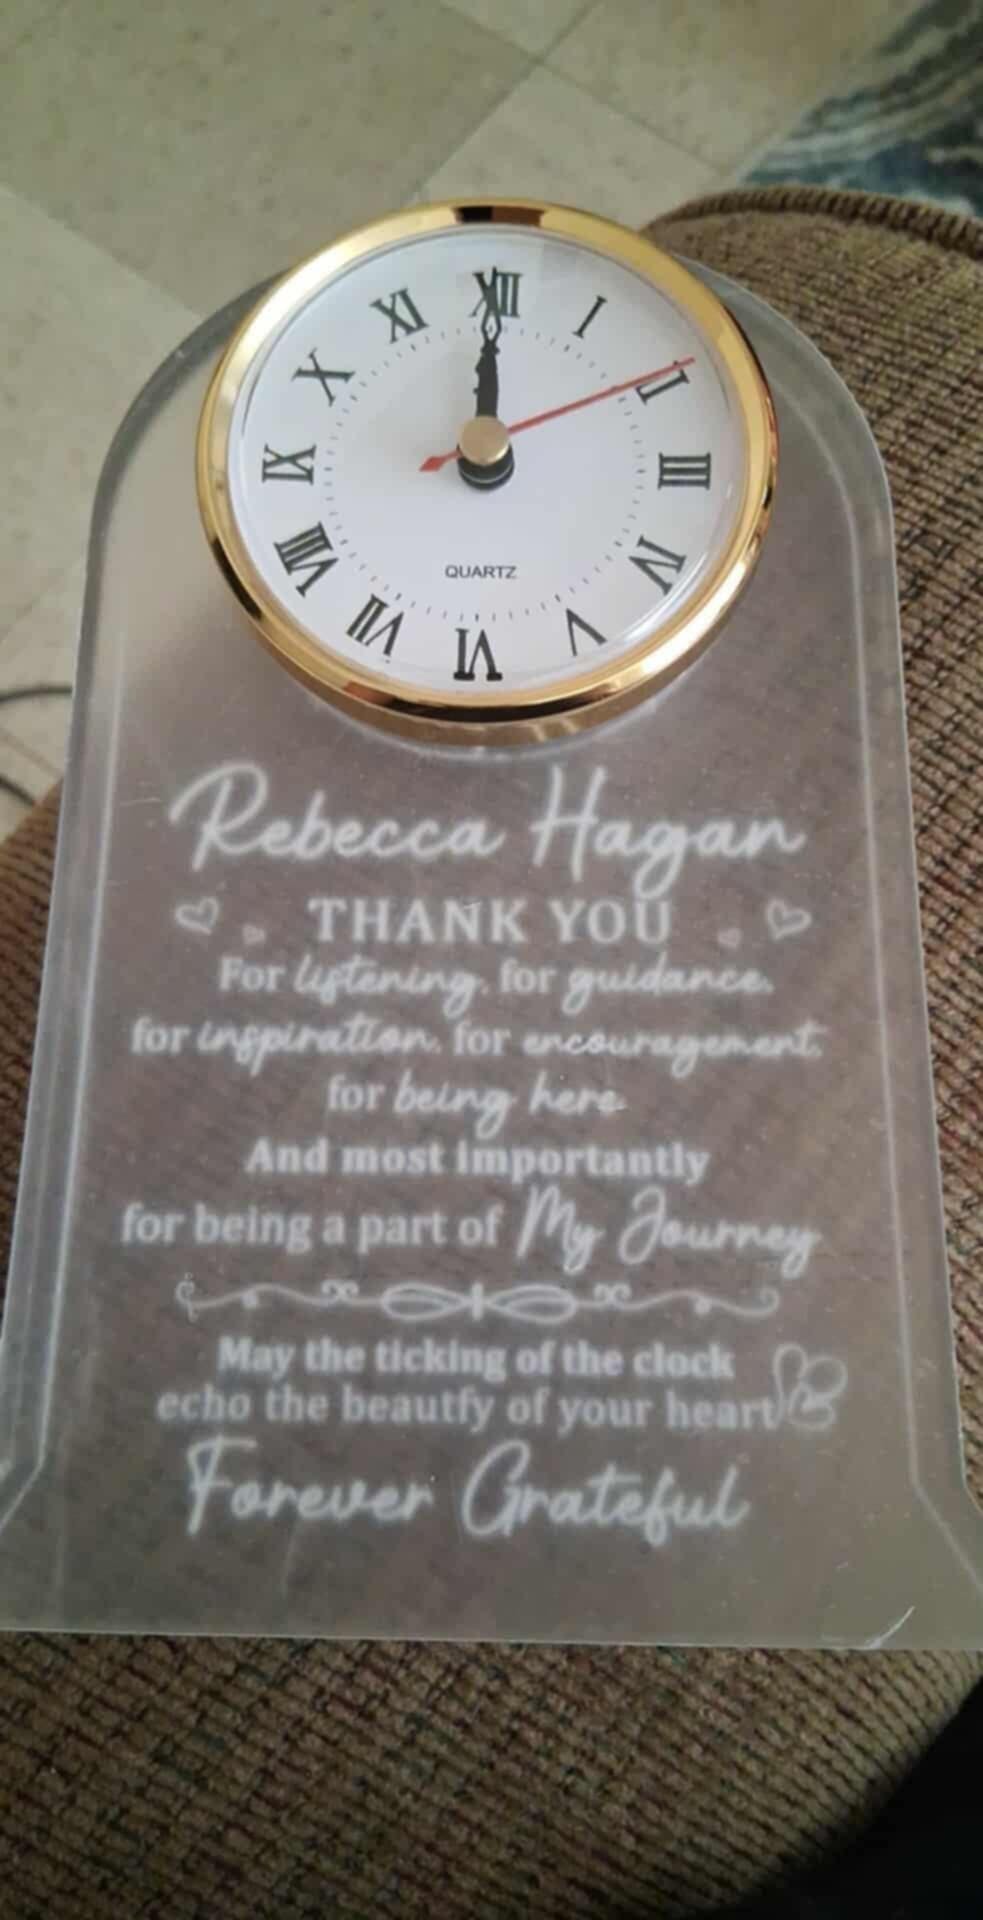 XII
I
II
III
IV
V
VI
VII
VIII
IX
X
XI
QUARTZ
Rebecca Hagan
THANK YOU
For listening, for guidance,
for inspiration, for encouragement,
for being here.
And most importantly
for being a part of My Journey
May the ticking of the clock
echo the beautfy of your heart
Forever Grateful